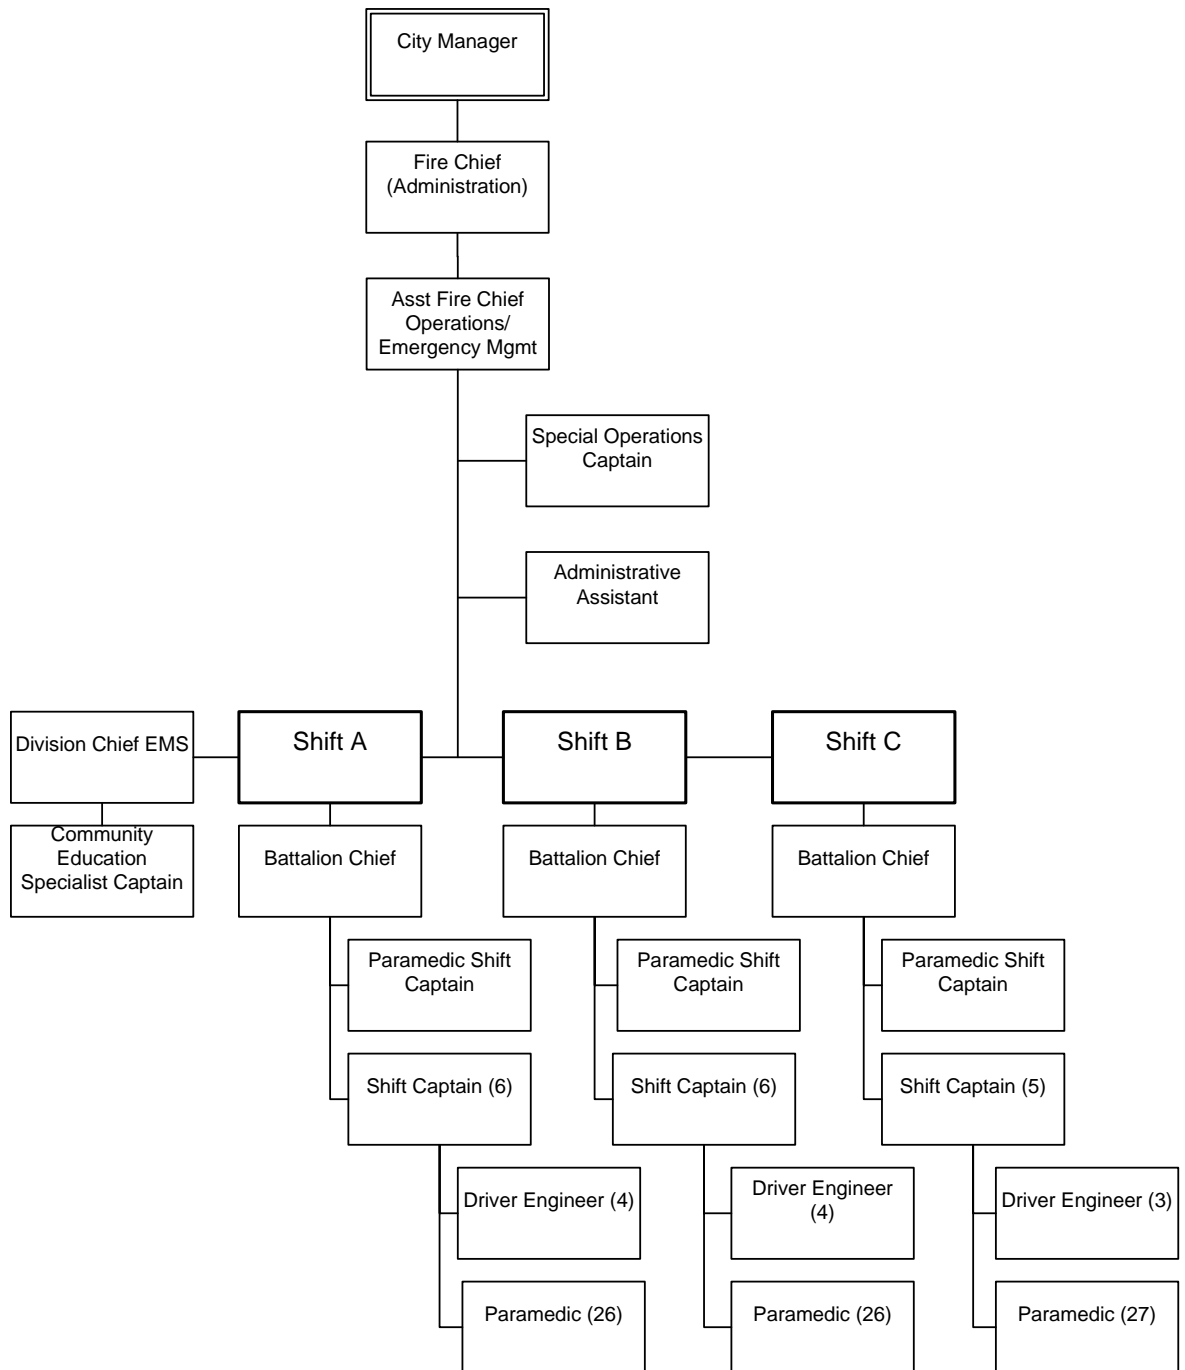 City Manager
Fire Chief
(Administration)
Asst Fire Chief
Operations/
Emergency Mgmt
Special Operations
Captain
Administrative
Assistant
Division Chief EMS
Shift A
Shift B
Shift C
Community
Education
Specialist Captain
Battalion Chief
Battalion Chief
Battalion Chief
Paramedic Shift
Captain
Paramedic Shift
Captain
Paramedic Shift
Captain
Shift Captain (6)
Shift Captain (6)
Shift Captain (5)
Driver Engineer (4)
Driver Engineer
(4)
Driver Engineer (3)
Paramedic (26)
Paramedic (26)
Paramedic (27)